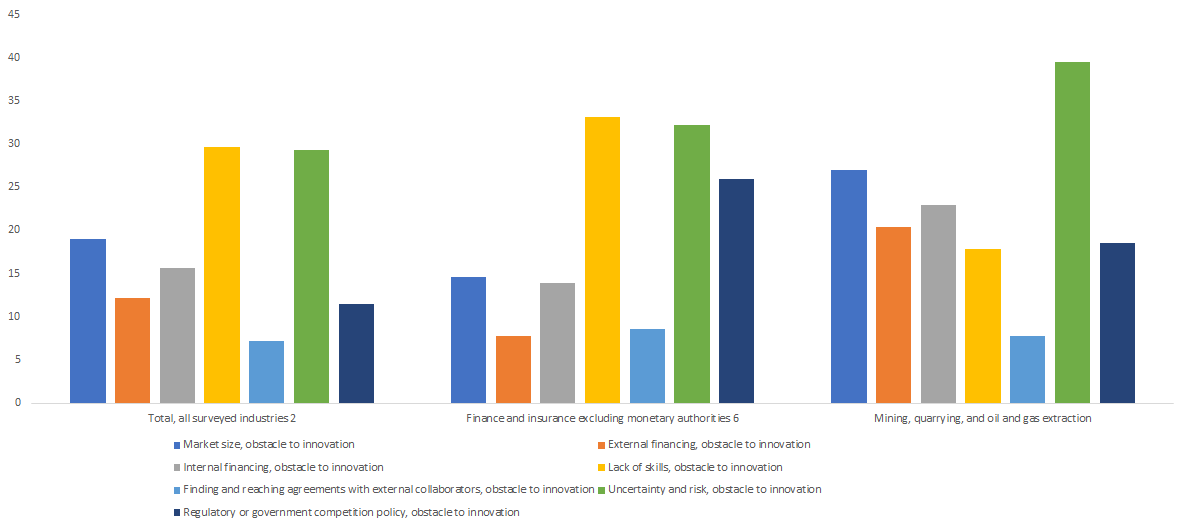 45
40
35
30
25
20
15
10
5
0
Total, all surveyed industries 2
Finance and insurance excluding monetary authorities 6
Mining, quarrying, and oil and gas extraction
Market size, obstacle to innovation
External financing, obstacle to innovation
Internal financing, obstacle to innovation
Lack of skills, obstacle to innovation
Finding and reaching agreements with external collaborators, obstacle to innovation
Uncertainty and risk, obstacle to innovation
Regulatory or government competition policy, obstacle to innovation